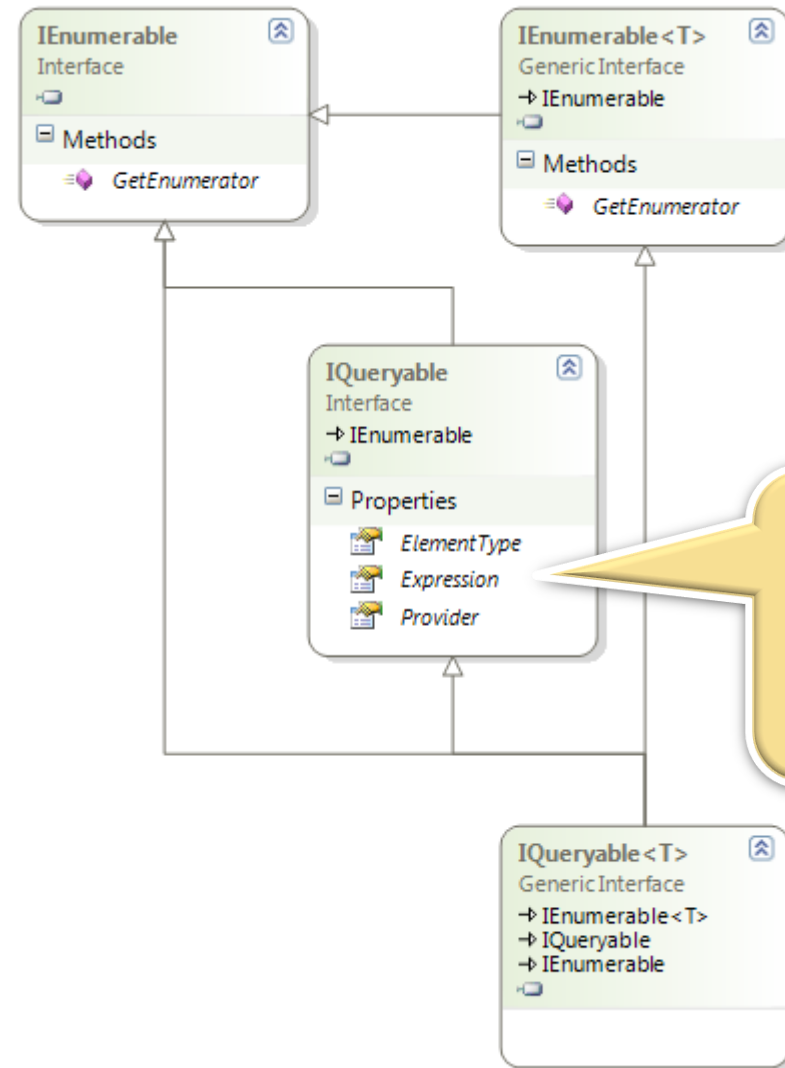 IEnumerable
Interface
Methods
GetEnumerator
IEnumerable<T>
Generic Interface
IEnumerable
Methods
GetEnumerator
IQueryable
Interface
IEnumerable
Properties
ElementType
Expression
Provider
IQueryable<T>
Generic Interface
IEnumerable<T>
IQueryable
IEnumerable